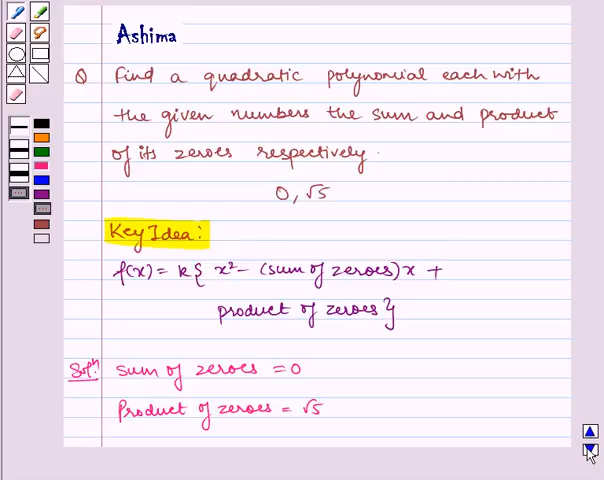 Ashima
Q Find a quadratic polynomial each with
the given numbers the sum and product
of its zeroes respectively.
0, √5
Key Idea:
f(x) = k{ x² - (sum of zeroes)x +
product of zeroes}
Solⁿ: Sum of zeroes = 0
Product of zeroes = √5